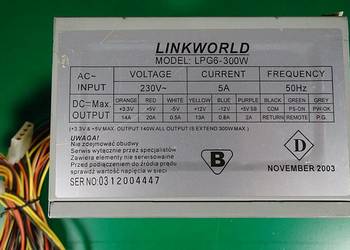 LINKWORLD
MODEL: LPG6-300W
AC~ INPUT VOLTAGE CURRENT FREQUENCY
230V~ 5A 50Hz
DC=Max. OUTPUT ORANGE RED WHITE YELLOW BLUE PURPLE BLACK GREEN GREY
+3.3V +5V -5V +12V -12V +5V SB COM PS-ON PW-OK
14A 20A 0.5A 13A 0.8A 2A RETURN REMOTE P.G.
(+3.3V & +5V MAX. OUTPUT 140W ALL OUTPUT IS EXTEND 300W MAX.)
UWAGA!
Nie zdejmować obudowy
Serwis wyłącznie przez specjalistów
Zawiera elementy nie serwisowane
Przed podłączeniem do źródła prądu
sprawdź wymagane napięcie
SER NO:0312004447
B
D
NOVEMBER 2003